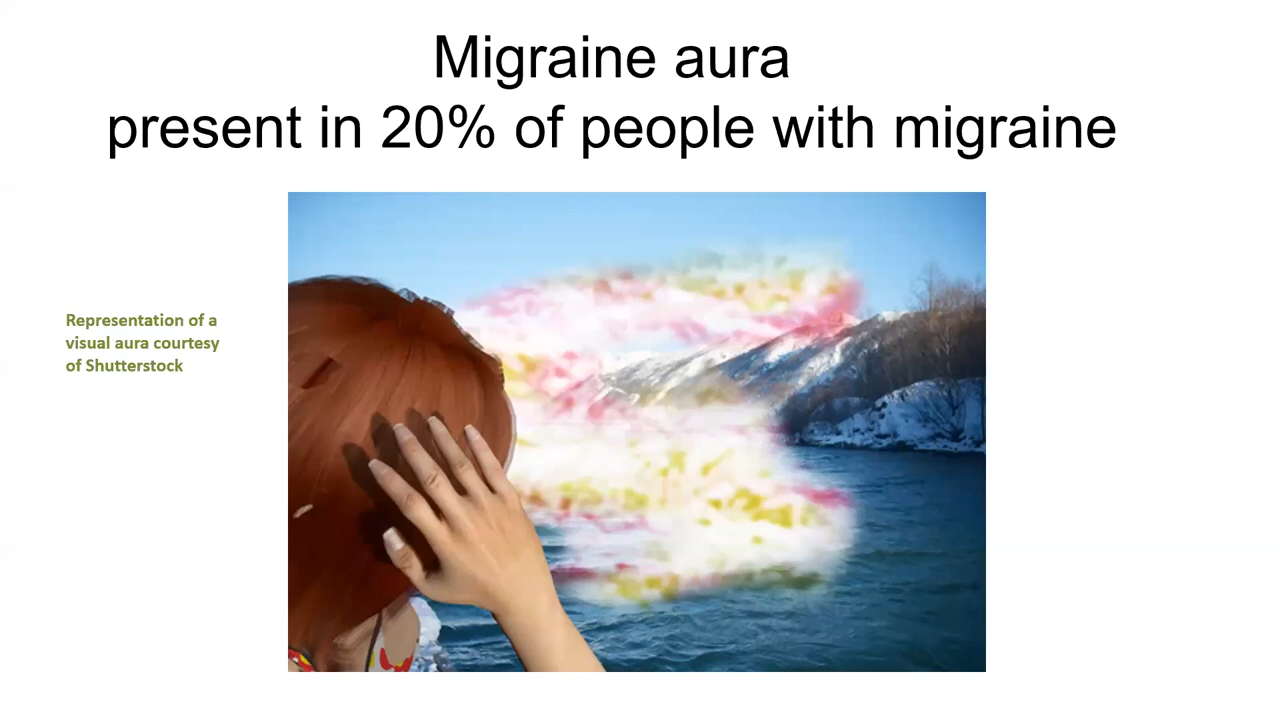 Migraine aura
present in 20% of people with migraine
Representation of a
visual aura courtesy
of Shutterstock